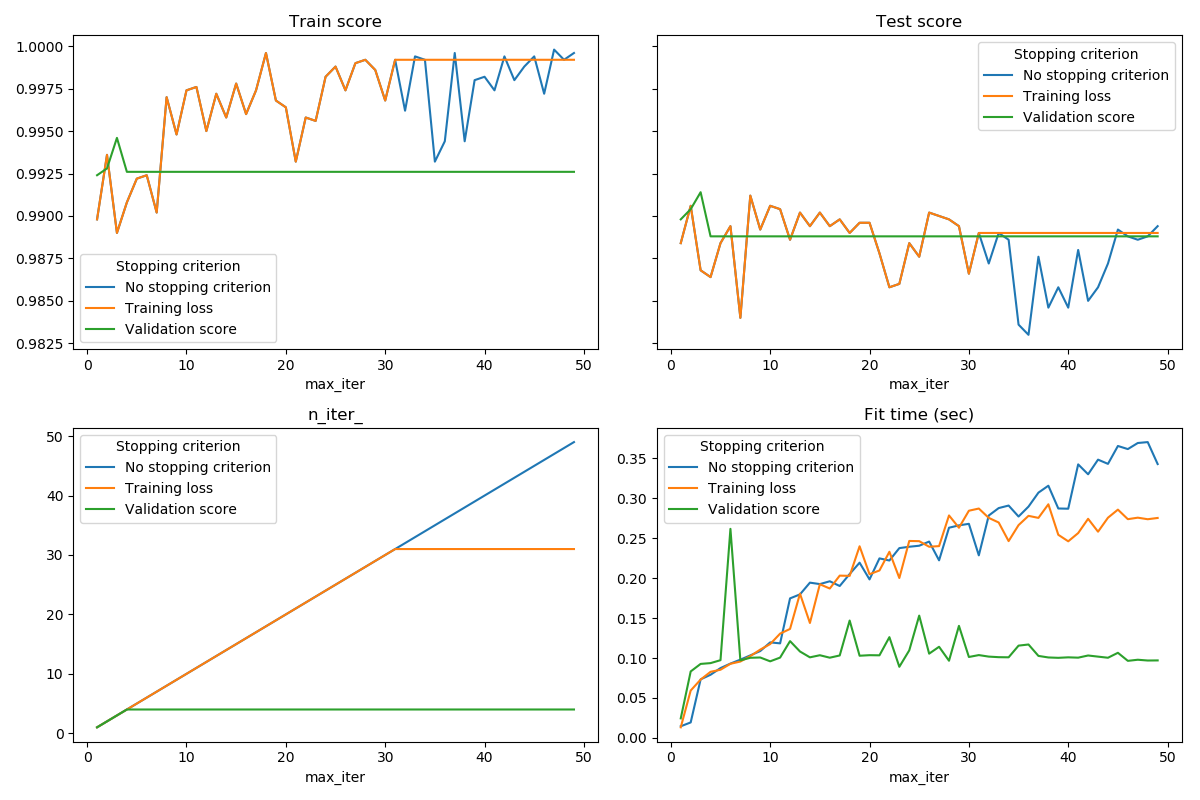 Train score
1.0000
0.9975
0.9950
0.9925
0.9900
0.9875
0.9850
0.9825
Stopping criterion
No stopping criterion
Training loss
Validation score
0 10 20 30 40 50
max_iter
Test score
Stopping criterion
No stopping criterion
Training loss
Validation score
0 10 20 30 40 50
max_iter
n_iter_
50
40
30
20
10
0
Stopping criterion
No stopping criterion
Training loss
Validation score
0 10 20 30 40 50
max_iter
Fit time (sec)
0.35
0.30
0.25
0.20
0.15
0.10
0.05
0.00
Stopping criterion
No stopping criterion
Training loss
Validation score
0 10 20 30 40 50
max_iter